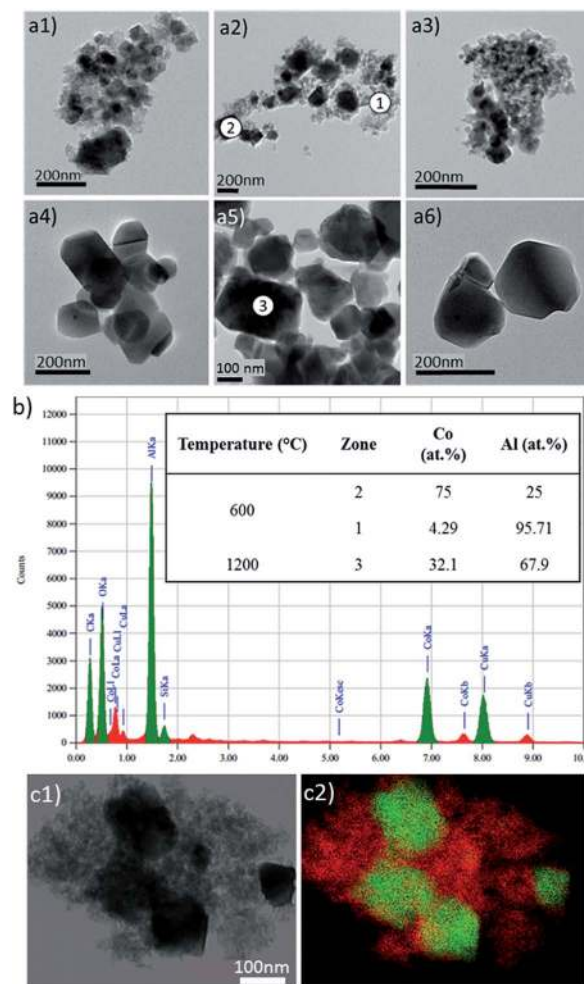 a1)
200nm
a2)
1
2
200nm
a3)
200nm
a4)
200nm
a5)
3
100 nm
a6)
200nm
b)
Temperature (°C) Zone Co (at.%) Al (at.%)
600 2 75 25
1 4.29 95.71
1200 3 32.1 67.9
Counts
12000
11000
10000
9000
8000
7000
6000
5000
4000
3000
2000
1000
0
CKa
OKa
CoLl
CoLa
CuLl
CuLa
AlKa
SiKa
CoKesc
CoKa
CoKb
CuKa
CuKb
0.00 1.00 2.00 3.00 4.00 5.00 6.00 7.00 8.00 9.00 10.
c1)
100nm
c2)